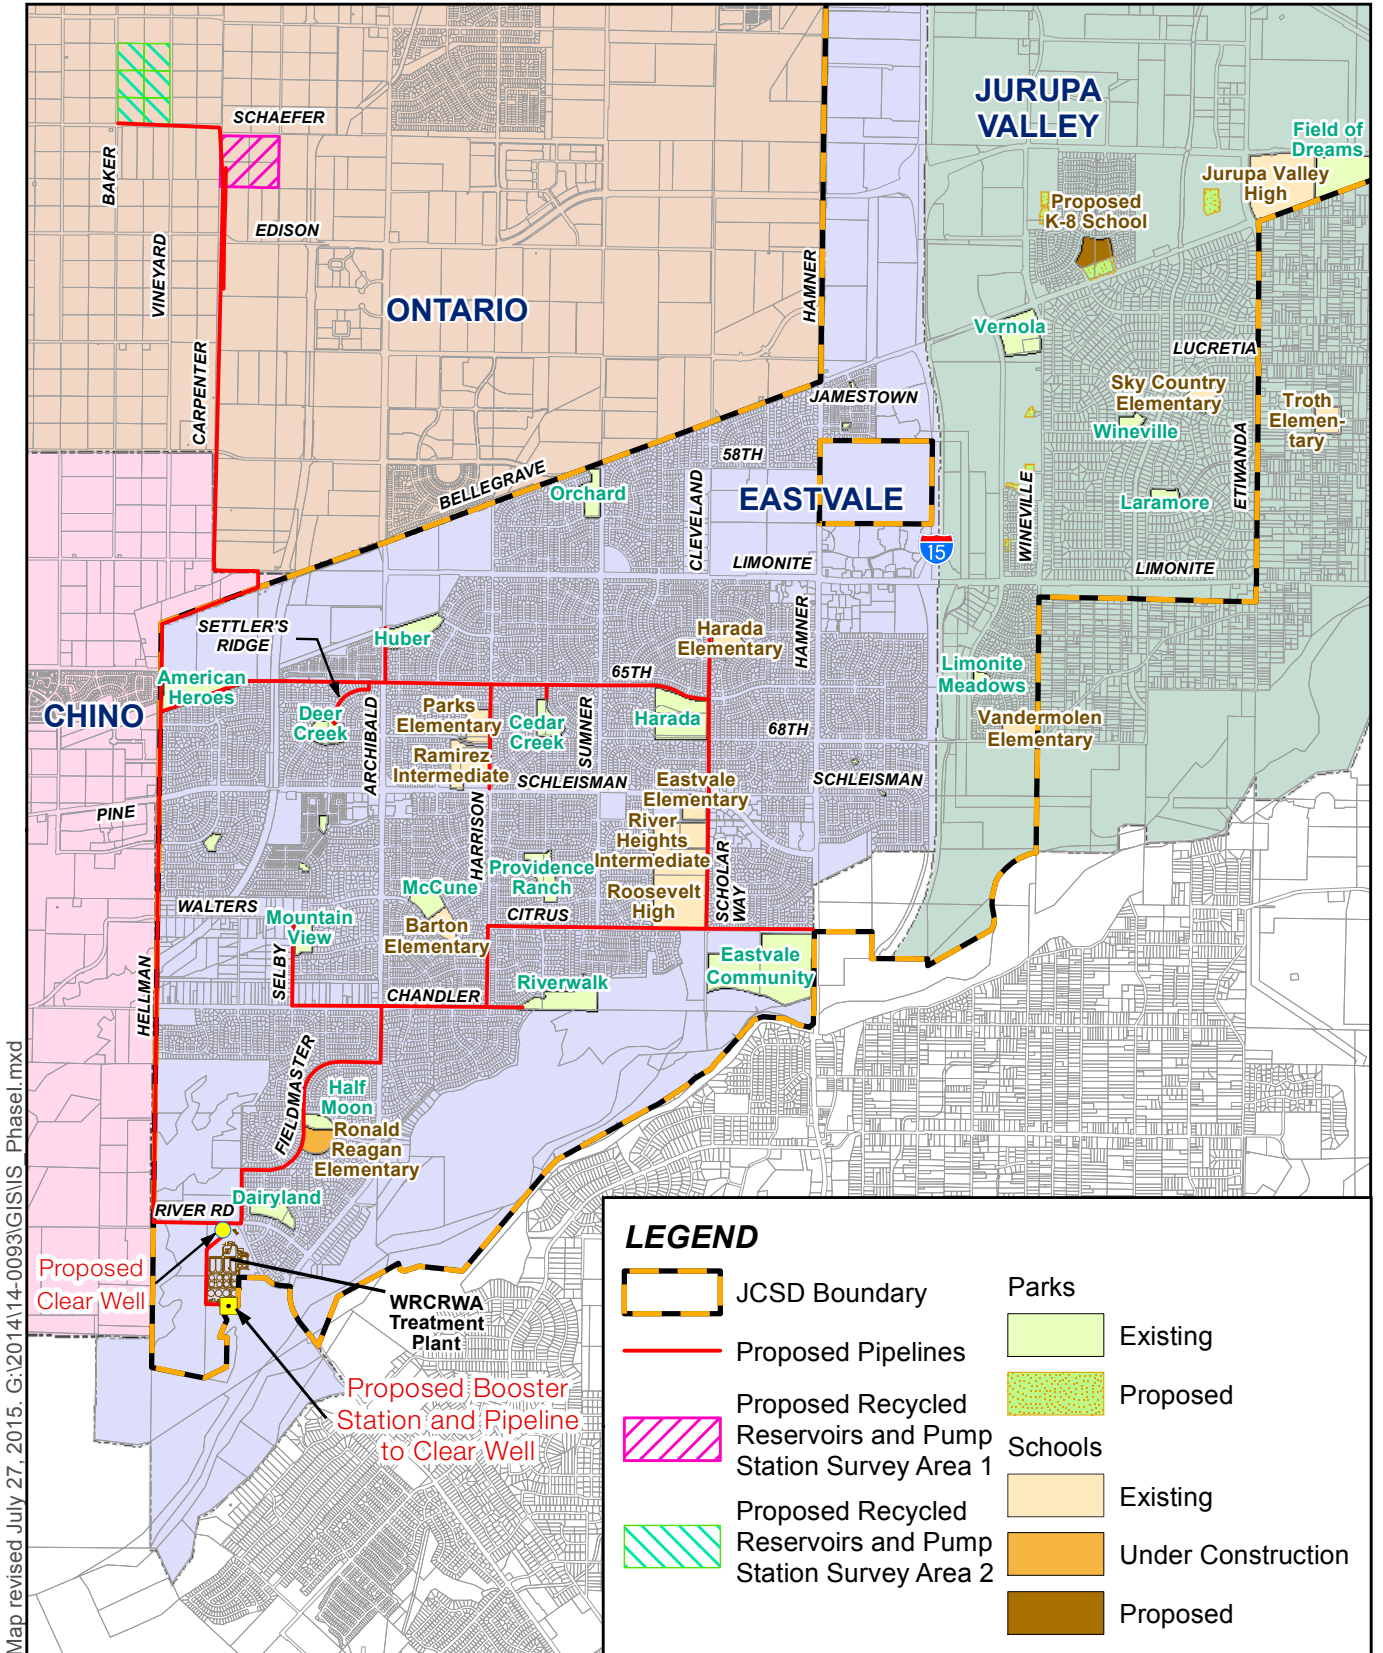 JURUPA
VALLEY
Field of
Dreams
SCHAEFER
Jurupa Valley
High
BAKER
Proposed
K-8 School
EDISON
VINEYARD
HAMNER
ONTARIO
Vernola
LUCRETIA
CARPENTER
Sky Country
Elementary
JAMESTOWN
Troth
Elemen-
tary
Wineville
58TH
ETIWANDA
BELLEGRAVE
CLEVELAND
Orchard
EASTVALE
WINEVILLE
Laramore
15
LIMONITE
LIMONITE
SETTLER'S
RIDGE
Huber
Harada
Elementary
HAMNER
65TH
American
Heroes
Limonite
Meadows
CHINO
Deer
Creek
ARCHBALD
Parks
Elementary
Cedar
Creek
SUMNER
Harada
Vandermolen
Elementary
68TH
Ramirez
Intermediate
SCHLEISMAN
Eastvale
Elementary
SCHLEISMAN
PINE
HARRISON
River
Heights
Intermediate
McCune
Providence
Ranch
SCHOLAR
WAY
Roosevelt
High
WALTERS
Mountain
View
CITRUS
Barton
Elementary
SELBY
HELLMAN
Eastvale
Community
Riverwalk
CHANDLER
FIELDMASTER
Half
Moon
Ronald
Reagan
Elementary
Dairyland
RIVER RD
Proposed
Clear Well
WRCRWA
Treatment
Plant
Proposed Booster
Station and Pipeline
to Clear Well
LEGEND
JCSD Boundary
Proposed Pipelines
Proposed Recycled
Reservoirs and Pump
Station Survey Area 1
Proposed Recycled
Reservoirs and Pump
Station Survey Area 2
Parks
Existing
Proposed
Schools
Existing
Under Construction
Proposed
Map revised July 27, 2015. G:\2014\14-0093\GIS\IS_PhaseI.mxd